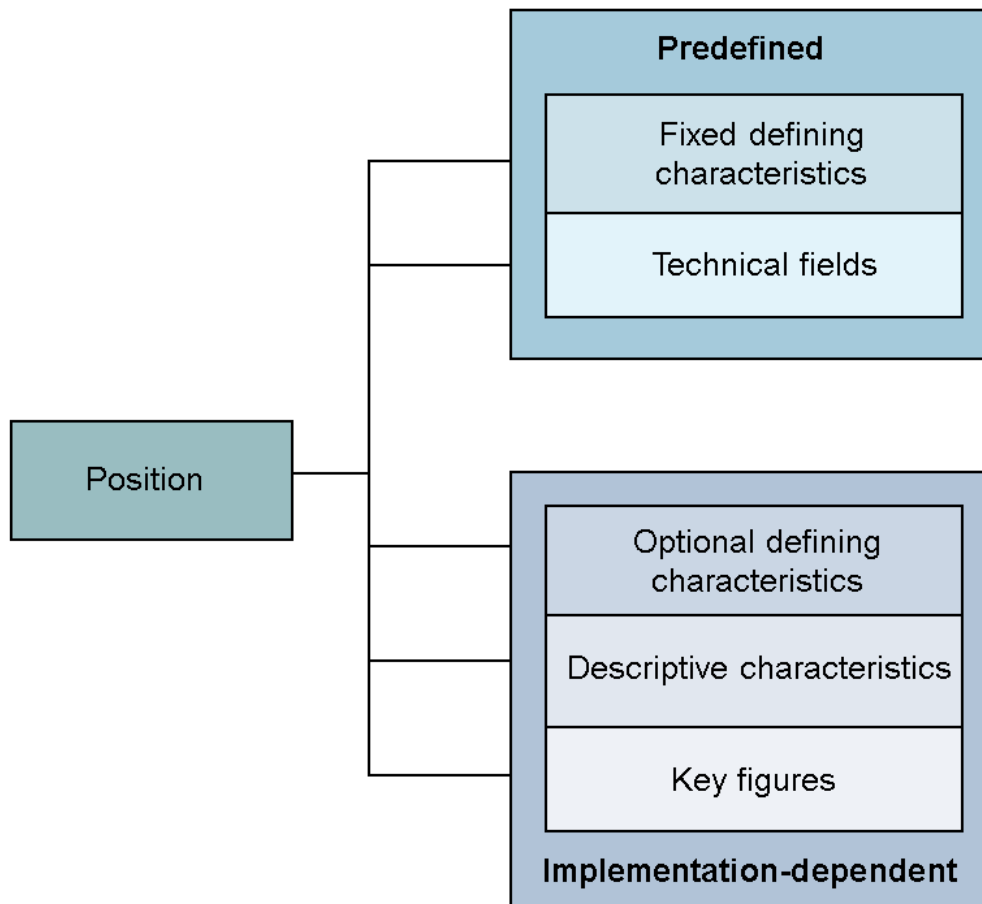 Predefined
Fixed defining
characteristics
Technical fields
Position
Optional defining
characteristics
Descriptive characteristics
Key figures
Implementation-dependent